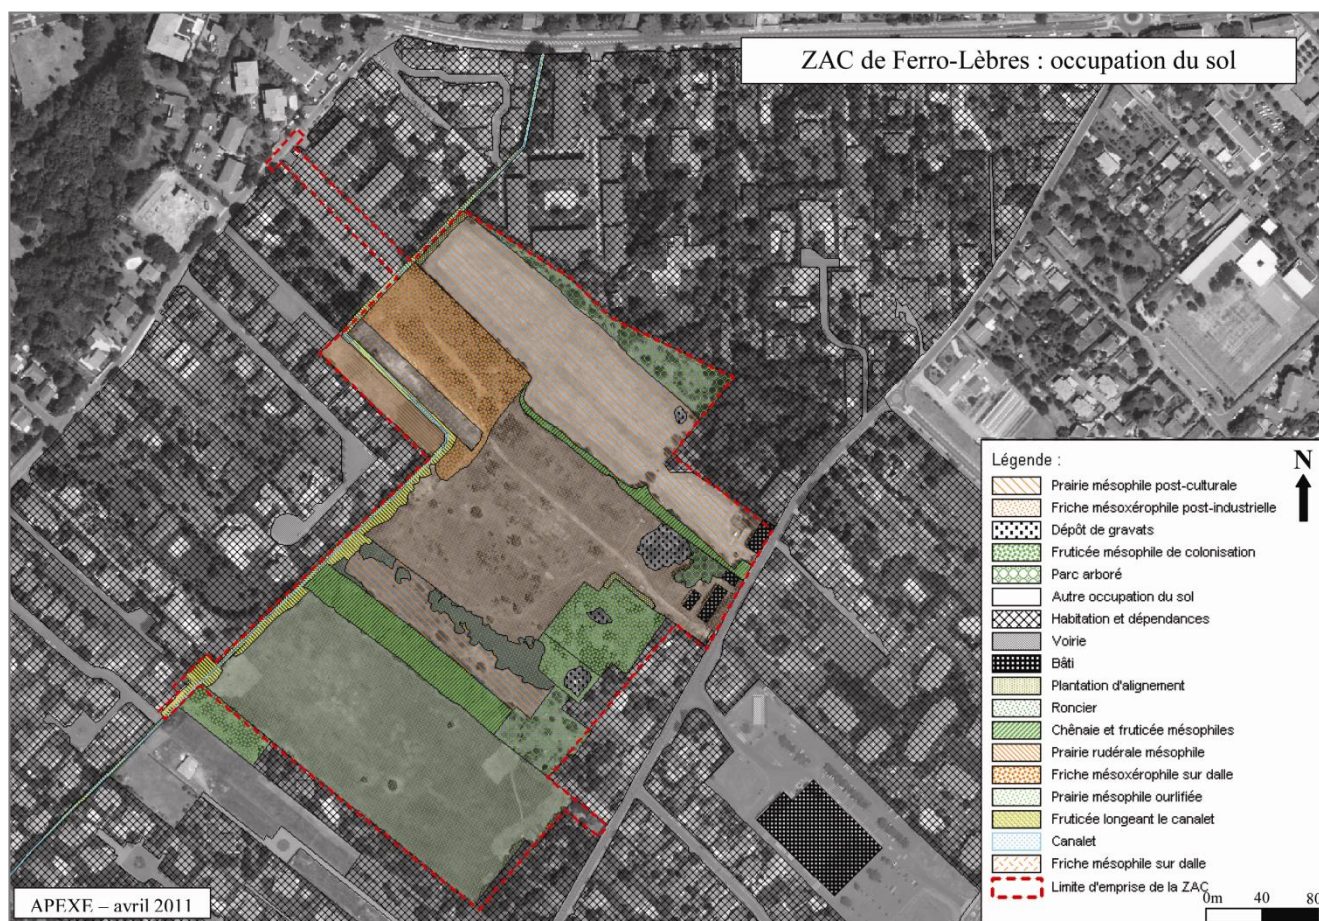 ZAC de Ferro-Lèbres : occupation du sol
Légende :
N
Prairie mésophile post-culturale
Friche mésoxérophile post-industrielle
Dépôt de gravats
Fruticée mésophile de colonisation
Parc arboré
Autre occupation du sol
Habitation et dépendances
Voirie
Bâti
Plantation d'alignement
Roncier
Chênaie et fruticée mésophiles
Prairie rudérale mésophile
Friche mésoxérophile sur dalle
Prairie mésophile ourlifiée
Fruticée longeant le canalet
Canalet
Friche mésophile sur dalle
Limite d'emprise de la ZAC
0m 40 80
APEXE – avril 2011